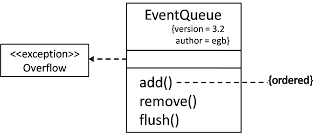 EventQueue
{version = 3.2
author = egb}
<<exception>>
Overflow
add()
{ordered}
remove()
flush()